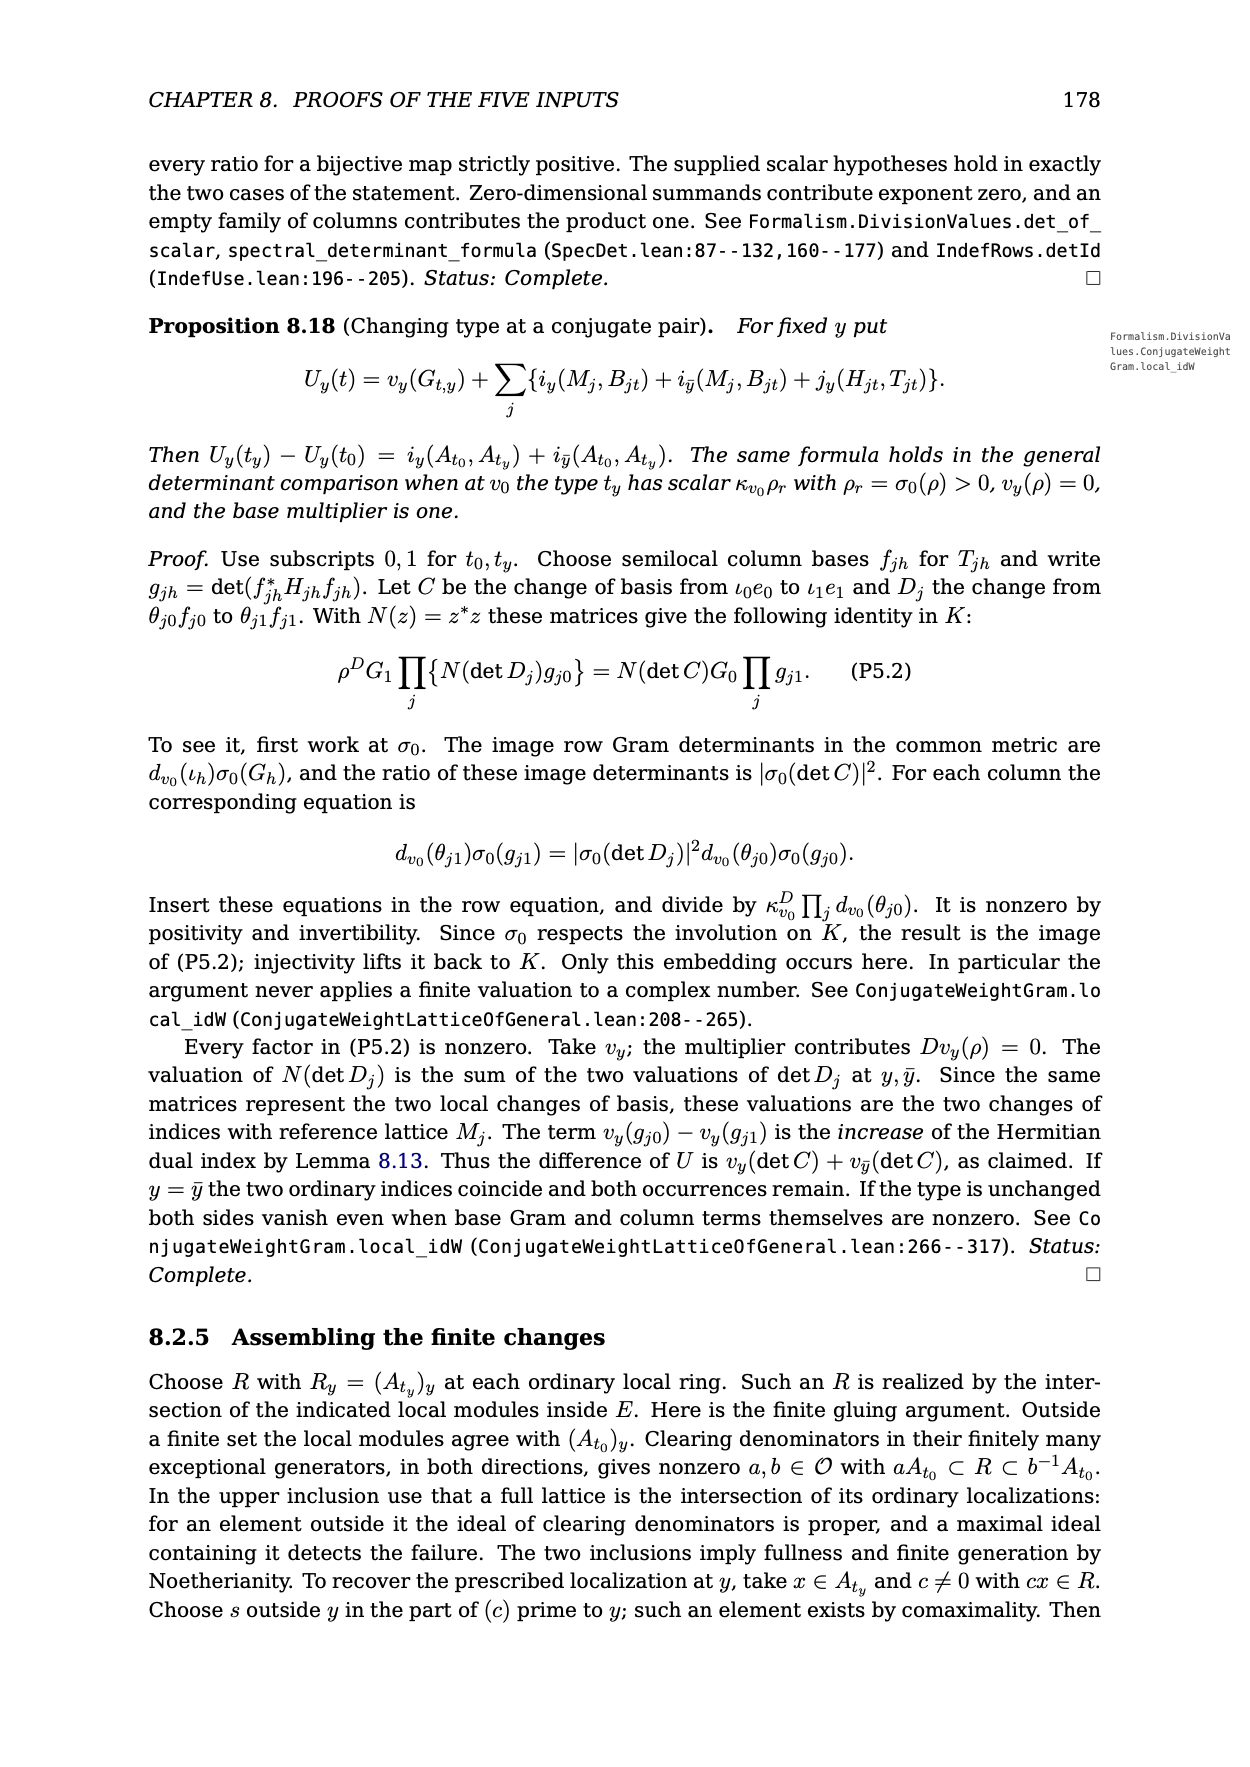 CHAPTER 8. PROOFS OF THE FIVE INPUTS 178
every ratio for a bijective map strictly positive. The supplied scalar hypotheses hold in exactly
the two cases of the statement. Zero-dimensional summands contribute exponent zero, and an
empty family of columns contributes the product one. See Formalism.DivisionValues.det_of_
scalar, spectral_determinant_formula (SpecDet.lean:87--132,160--177) and IndefRows.detId
(IndefUse.lean:196--205). Status: Complete. □
Proposition 8.18 (Changing type at a conjugate pair). For fixed y put
Formalism.DivisionVa
lues.ConjugateWeight
Gram.local_idW
U_y(t) = v_y(G_{t,y}) + ∑_j {i_y(M_j, B_{jt}) + i_{ȳ}(M_j, B_{jt}) + j_y(H_{jt}, T_{jt})}.
Then U_y(t_y) − U_y(t_0) = i_y(A_{t_0}, A_{t_y}) + i_{ȳ}(A_{t_0}, A_{t_y}). The same formula holds in the general
determinant comparison when at v_0 the type t_y has scalar κ_{v_0}ρ_r with ρ_r = σ_0(ρ) > 0, v_y(ρ) = 0,
and the base multiplier is one.
Proof. Use subscripts 0, 1 for t_0, t_y. Choose semilocal column bases f_{jh} for T_{jh} and write
g_{jh} = det(f^*_{jh}H_{jh}f_{jh}). Let C be the change of basis from ι_0e_0 to ι_1e_1 and D_j the change from
θ_{j0}f_{j0} to θ_{j1}f_{j1}. With N(z) = z^*z these matrices give the following identity in K:
ρ^D G_1 ∏_j {N(det D_j)g_{j0}} = N(det C)G_0 ∏_j g_{j1}. (P5.2)
To see it, first work at σ_0. The image row Gram determinants in the common metric are
d_{v_0}(ι_h)σ_0(G_h), and the ratio of these image determinants is |σ_0(det C)|^2. For each column the
corresponding equation is
d_{v_0}(θ_{j1})σ_0(g_{j1}) = |σ_0(det D_j)|^2 d_{v_0}(θ_{j0})σ_0(g_{j0}).
Insert these equations in the row equation, and divide by κ^D_{v_0} ∏_j d_{v_0}(θ_{j0}). It is nonzero by
positivity and invertibility. Since σ_0 respects the involution on K, the result is the image
of (P5.2); injectivity lifts it back to K. Only this embedding occurs here. In particular the
argument never applies a finite valuation to a complex number. See ConjugateWeightGram.lo
cal_idW (ConjugateWeightLatticeOfGeneral.lean:208--265).
Every factor in (P5.2) is nonzero. Take v_y; the multiplier contributes Dv_y(ρ) = 0. The
valuation of N(det D_j) is the sum of the two valuations of det D_j at y, ȳ. Since the same
matrices represent the two local changes of basis, these valuations are the two changes of
indices with reference lattice M_j. The term v_y(g_{j0}) − v_y(g_{j1}) is the increase of the Hermitian
dual index by Lemma 8.13. Thus the difference of U is v_y(det C) + v_{ȳ}(det C), as claimed. If
y = ȳ the two ordinary indices coincide and both occurrences remain. If the type is unchanged
both sides vanish even when base Gram and column terms themselves are nonzero. See Co
njugateWeightGram.local_idW (ConjugateWeightLatticeOfGeneral.lean:266--317). Status:
Complete. □
8.2.5 Assembling the finite changes
Choose R with R_y = (A_{t_y})_y at each ordinary local ring. Such an R is realized by the inter-
section of the indicated local modules inside E. Here is the finite gluing argument. Outside
a finite set the local modules agree with (A_{t_0})_y. Clearing denominators in their finitely many
exceptional generators, in both directions, gives nonzero a, b ∈ 𝒪 with aA_{t_0} ⊂ R ⊂ b^{−1}A_{t_0}.
In the upper inclusion use that a full lattice is the intersection of its ordinary localizations:
for an element outside it the ideal of clearing denominators is proper, and a maximal ideal
containing it detects the failure. The two inclusions imply fullness and finite generation by
Noetherianity. To recover the prescribed localization at y, take x ∈ A_{t_y} and c ≠ 0 with cx ∈ R.
Choose s outside y in the part of (c) prime to y; such an element exists by comaximality. Then